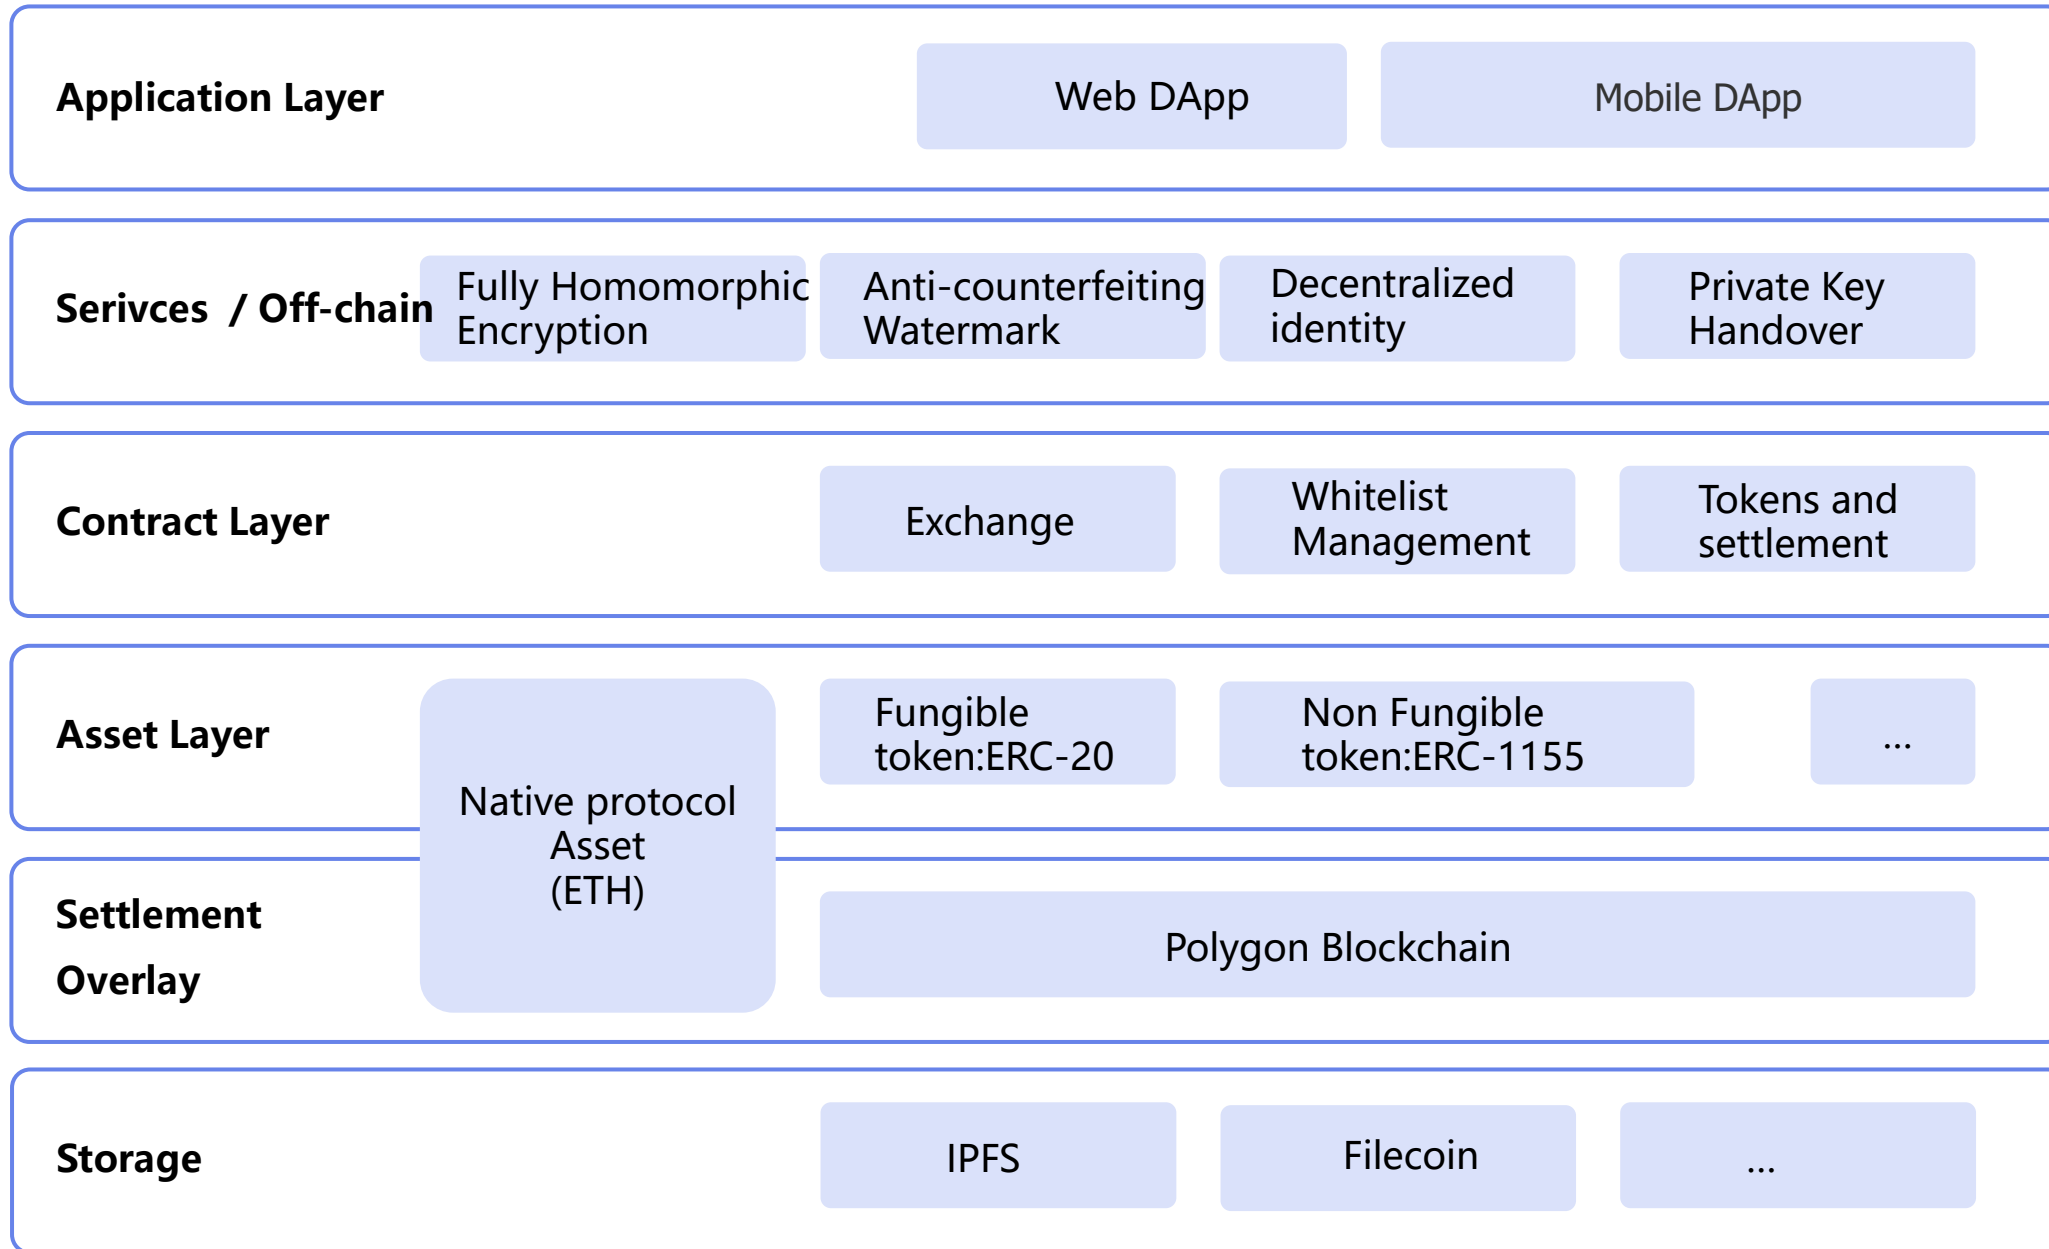 Application Layer
Web DApp
Mobile DApp
Serivces / Off-chain
Fully Homomorphic
Encryption
Anti-counterfeiting
Watermark
Decentralized
identity
Private Key
Handover
Contract Layer
Exchange
Whitelist
Management
Tokens and
settlement
Asset Layer
Native protocol
Asset
(ETH)
Fungible
token:ERC-20
Non Fungible
token:ERC-1155
...
Settlement
Overlay
Polygon Blockchain
Storage
IPFS
Filecoin
...